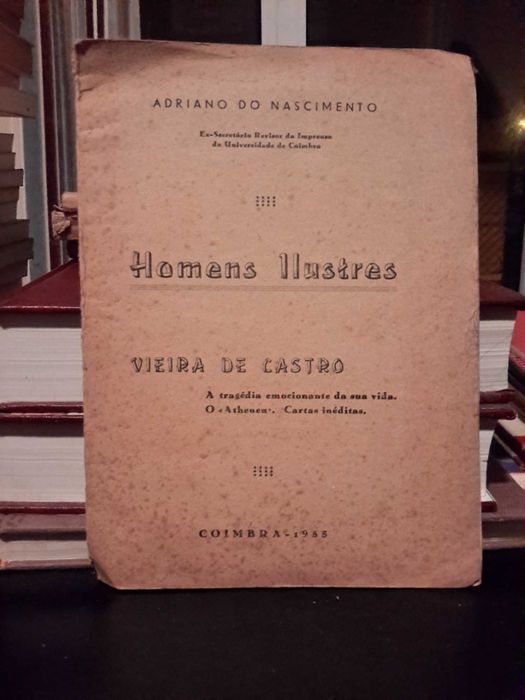 ADRIANO DO NASCIMENTO
Ex-Secretário Revisor da Imprensa
da Universidade de Coimbra
Homens Ilustres
VIEIRA DE CASTRO
A tragédia emocionante da sua vida.
O «Atheneu». Cartas inéditas.
COIMBRA-1955